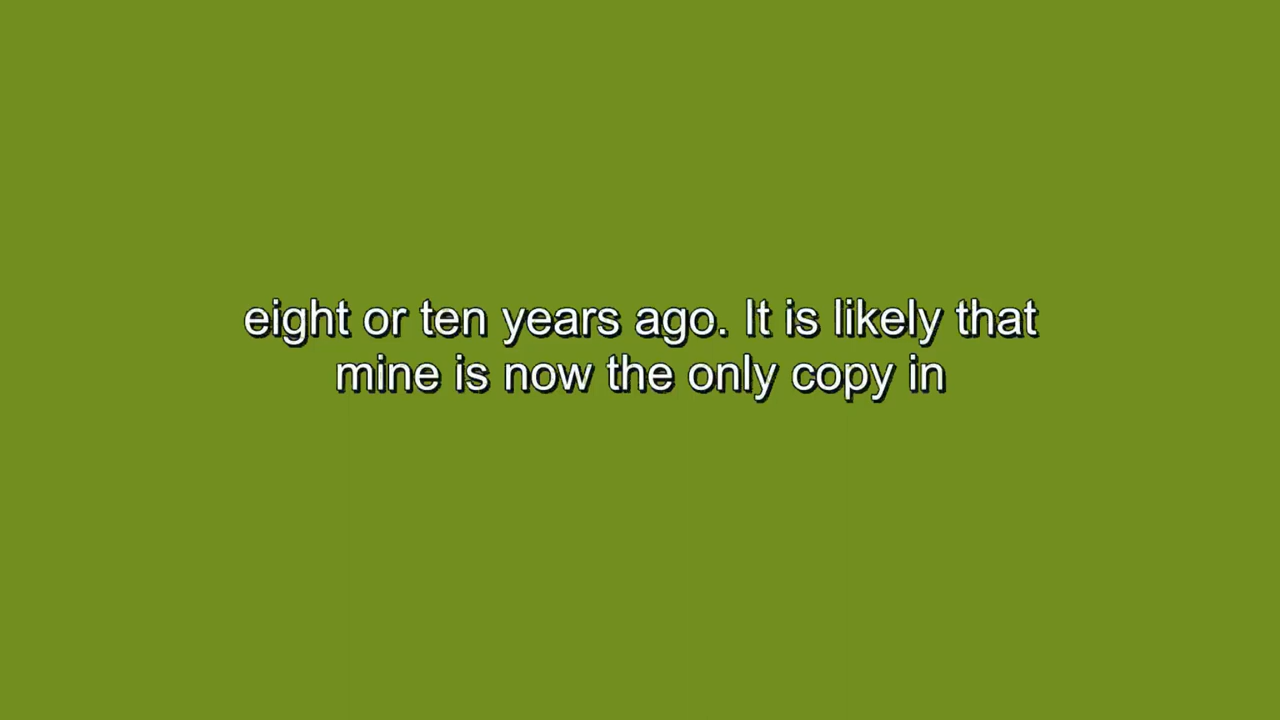 eight or ten years ago. It is likely that
mine is now the only copy in